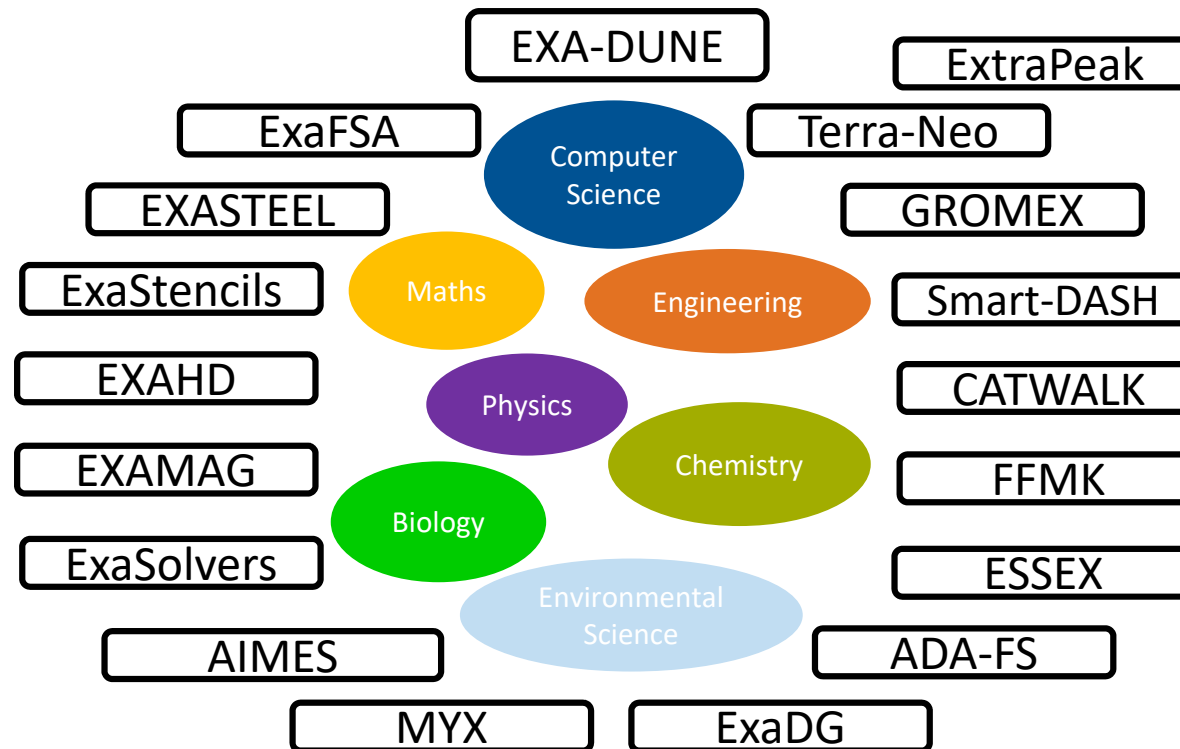 EXA-DUNE
ExtraPeak
ExaFSA
Terra-Neo
Computer
Science
EXASTEEL
GROMEX
ExaStencils
Maths
Engineering
Smart-DASH
EXAHD
Physics
CATWALK
EXAMAG
Chemistry
FFMK
Biology
ExaSolvers
ESSEX
Environmental
Science
AIMES
ADA-FS
MYX
ExaDG